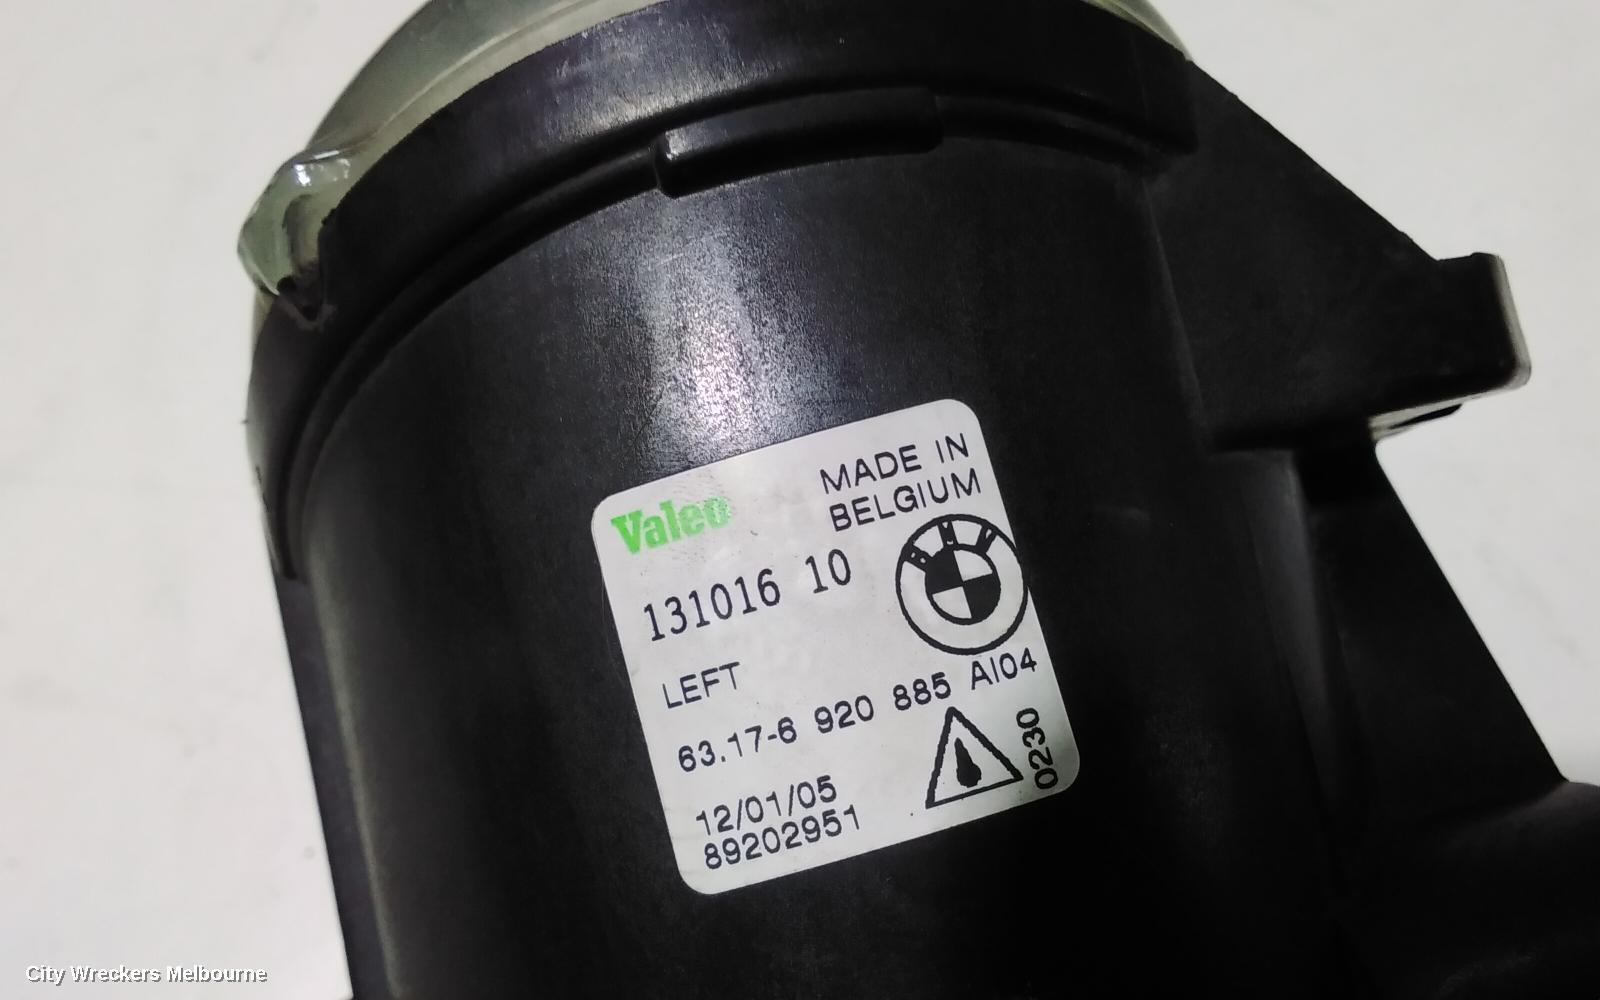 Valeo
MADE IN
BELGIUM
131016 10
LEFT
63.17-6 920 885 AI04
12/01/05
89202951
0230
City Wreckers Melbourne